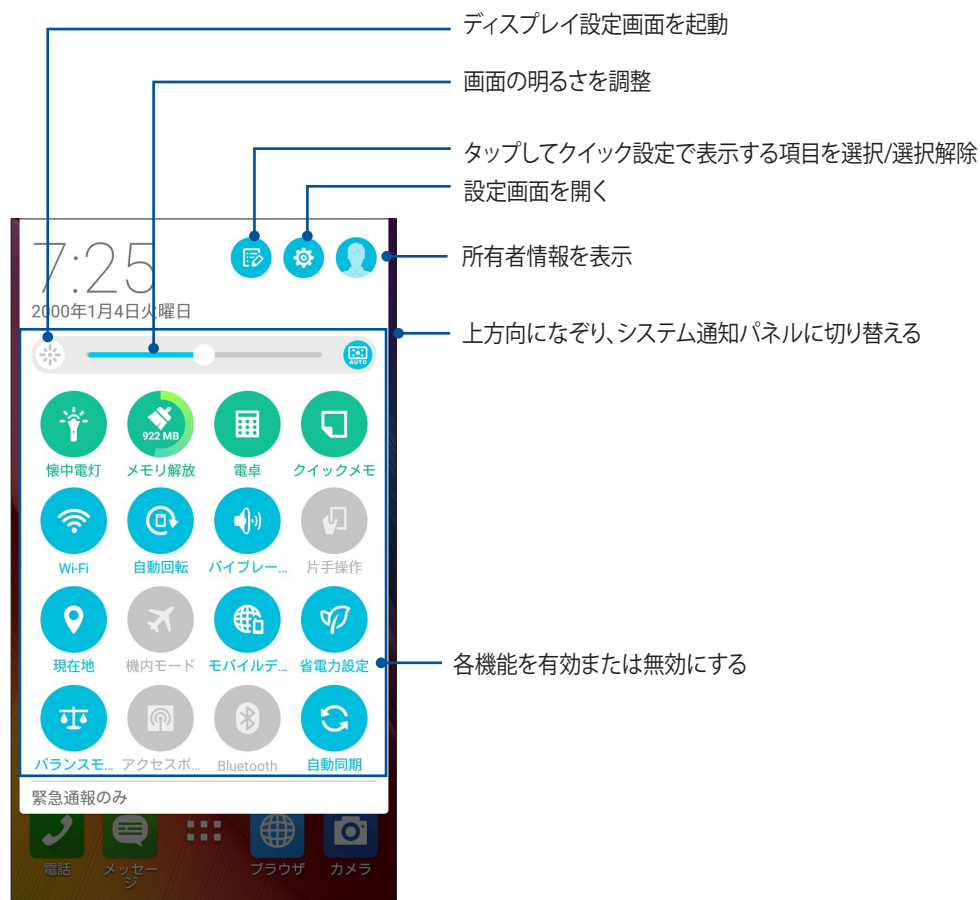 ディスプレイ設定画面を起動
画面の明るさを調整
タップしてクイック設定で表示する項目を選択/選択解除
設定画面を開く
所有者情報を表示
上方向になぞり、システム通知パネルに切り替える
各機能を有効または無効にする
7:25
2000年1月4日火曜日
AUTO
922 MB
懐中電灯 メモリ解放 電卓 クイックメモ
Wi-Fi 自動回転 バイブレー... 片手操作
現在地 機内モード モバイルデ... 省電力設定
バランスモ... アクセスポ... Bluetooth 自動同期
緊急通報のみ
電話 メッセー ブラウザ カメラ
ジ